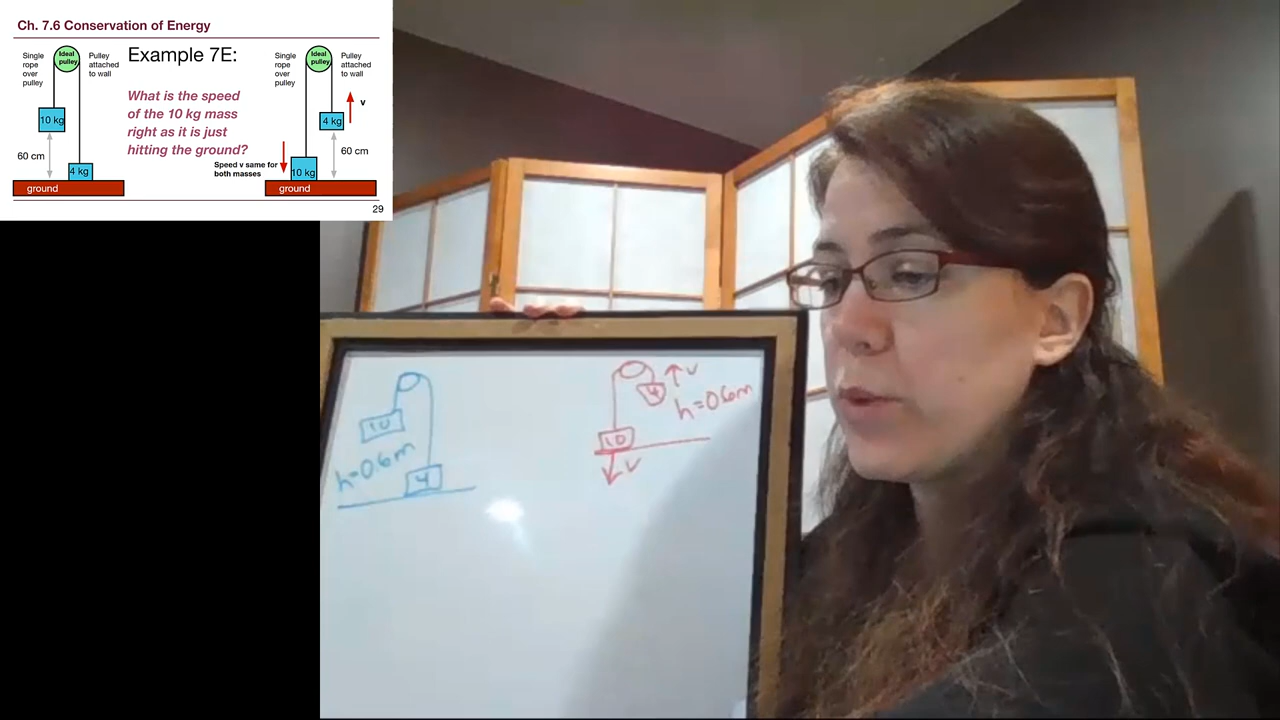 Ch. 7.6 Conservation of Energy
Example 7E:
Single
rope
over
pulley
Ideal
pulley
Pulley
attached
to wall
10 kg
60 cm
4 kg
ground
What is the speed
of the 10 kg mass
right as it is just
hitting the ground?
Single
rope
over
pulley
Ideal
pulley
Pulley
attached
to wall
v
4 kg
60 cm
Speed v same for
both masses
10 kg
ground
29
10
h=0.6m
4
4
v
h=0.6m
10
v